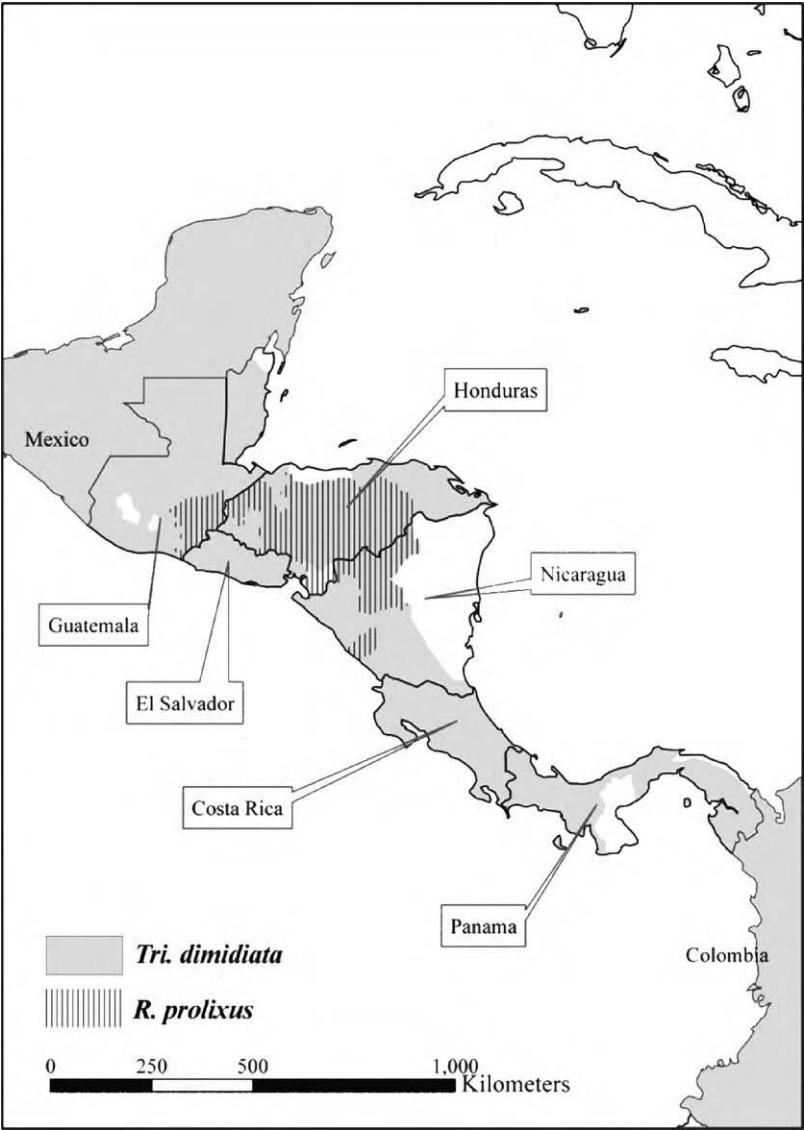 Honduras
Mexico
Nicaragua
Guatemala
El Salvador
Costa Rica
Panama
Colombia
Tri. dimidiata
R. prolixus
0 250 500 1,000
Kilometers